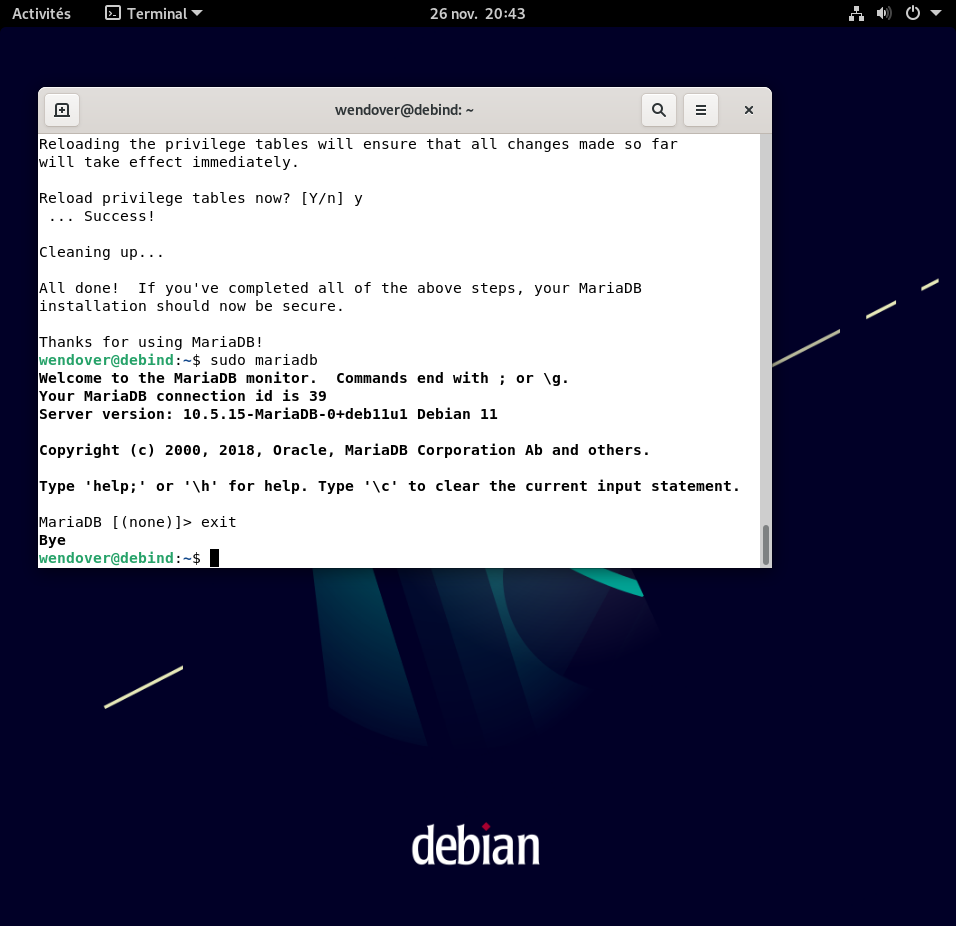 Activités Terminal 26 nov. 20:43
wendover@debind: ~
Reloading the privilege tables will ensure that all changes made so far
will take effect immediately.
Reload privilege tables now? [Y/n] y
... Success!
Cleaning up...
All done!  If you've completed all of the above steps, your MariaDB
installation should now be secure.
Thanks for using MariaDB!
wendover@debind:~$ sudo mariadb
Welcome to the MariaDB monitor.  Commands end with ; or \g.
Your MariaDB connection id is 39
Server version: 10.5.15-MariaDB-0+deb11u1 Debian 11
Copyright (c) 2000, 2018, Oracle, MariaDB Corporation Ab and others.
Type 'help;' or '\h' for help. Type '\c' to clear the current input statement.
MariaDB [(none)]> exit
Bye
wendover@debind:~$
debian